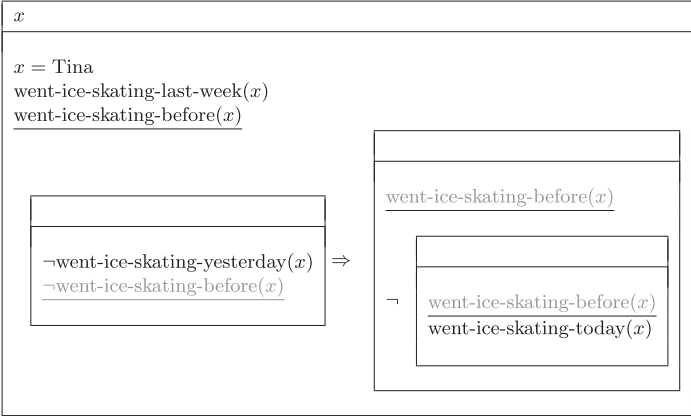 x
x = Tina
went-ice-skating-last-week(x)
went-ice-skating-before(x)
¬went-ice-skating-yesterday(x)
¬went-ice-skating-before(x)
⇒
went-ice-skating-before(x)
¬
went-ice-skating-before(x)
went-ice-skating-today(x)